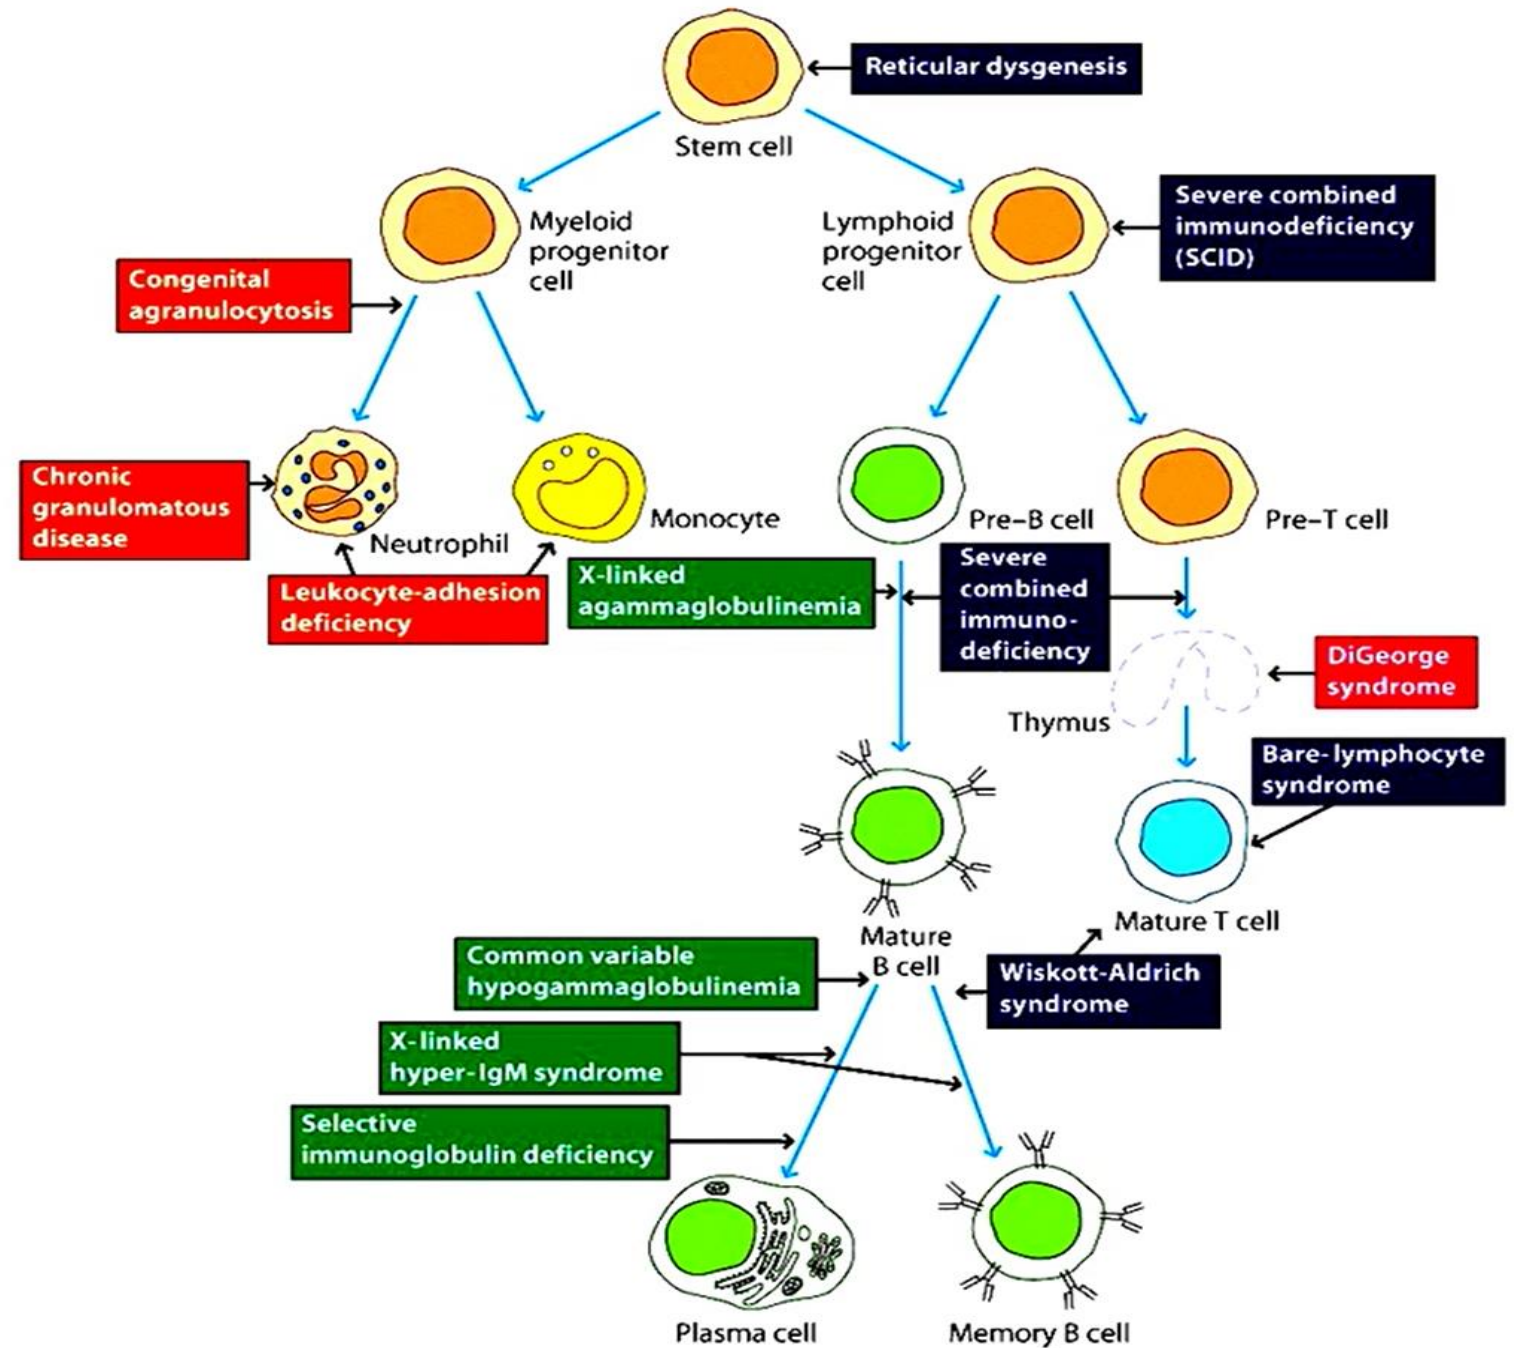 Reticular dysgenesis
Stem cell
Myeloid
progenitor
cell
Lymphoid
progenitor
cell
Severe combined
immunodeficiency
(SCID)
Congenital
agranulocytosis
Chronic
granulomatous
disease
Neutrophil
Monocyte
Pre-B cell
Pre-T cell
Leukocyte-adhesion
deficiency
X-linked
agammaglobulinemia
Severe
combined
immuno-
deficiency
DiGeorge
syndrome
Thymus
Bare-lymphocyte
syndrome
Mature T cell
Mature
B cell
Common variable
hypogammaglobulinemia
Wiskott-Aldrich
syndrome
X-linked
hyper-IgM syndrome
Selective
immunoglobulin deficiency
Plasma cell
Memory B cell